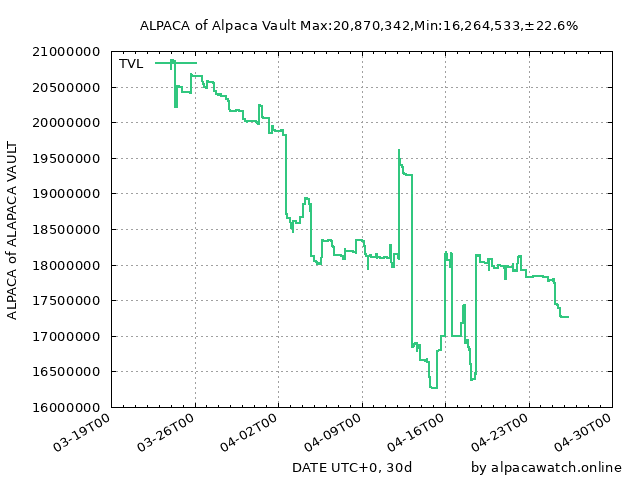 ALPACA of Alpaca Vault Max:20,870,342,Min:16,264,533,±22.6%
TVL
ALPACA of ALAPACA VAULT
21000000
20500000
20000000
19500000
19000000
18500000
18000000
17500000
17000000
16500000
16000000
03-19T00
03-26T00
04-02T00
04-09T00
04-16T00
04-23T00
04-30T00
DATE UTC+0, 30d
by alpacawatch.online